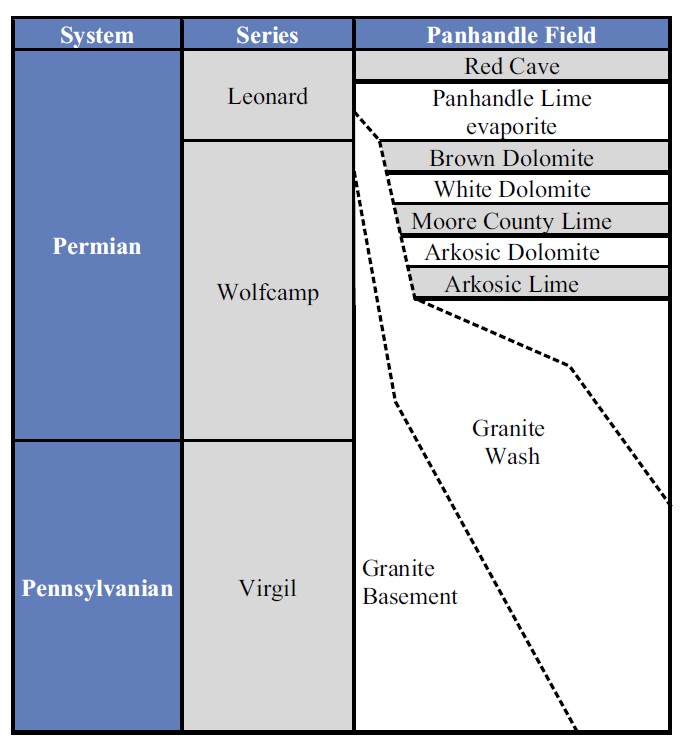 System Series Panhandle Field
Red Cave
Leonard
Panhandle Lime
evaporite
Brown Dolomite
White Dolomite
Moore County Lime
Permian
Arkosic Dolomite
Arkosic Lime
Wolfcamp
Granite
Wash
Granite
Basement
Pennsylvanian
Virgil